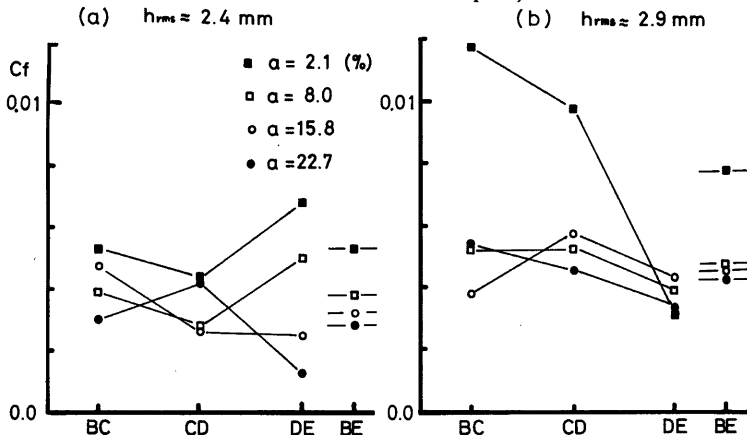 (a) hrms ≈ 2.4 mm
(b) hrms ≈ 2.9 mm
Cf
0.01
■ a = 2.1 (%)
□ a = 8.0
○ a = 15.8
● a = 22.7
0.0
BC CD DE BE
0.01
0.0
BC CD DE BE